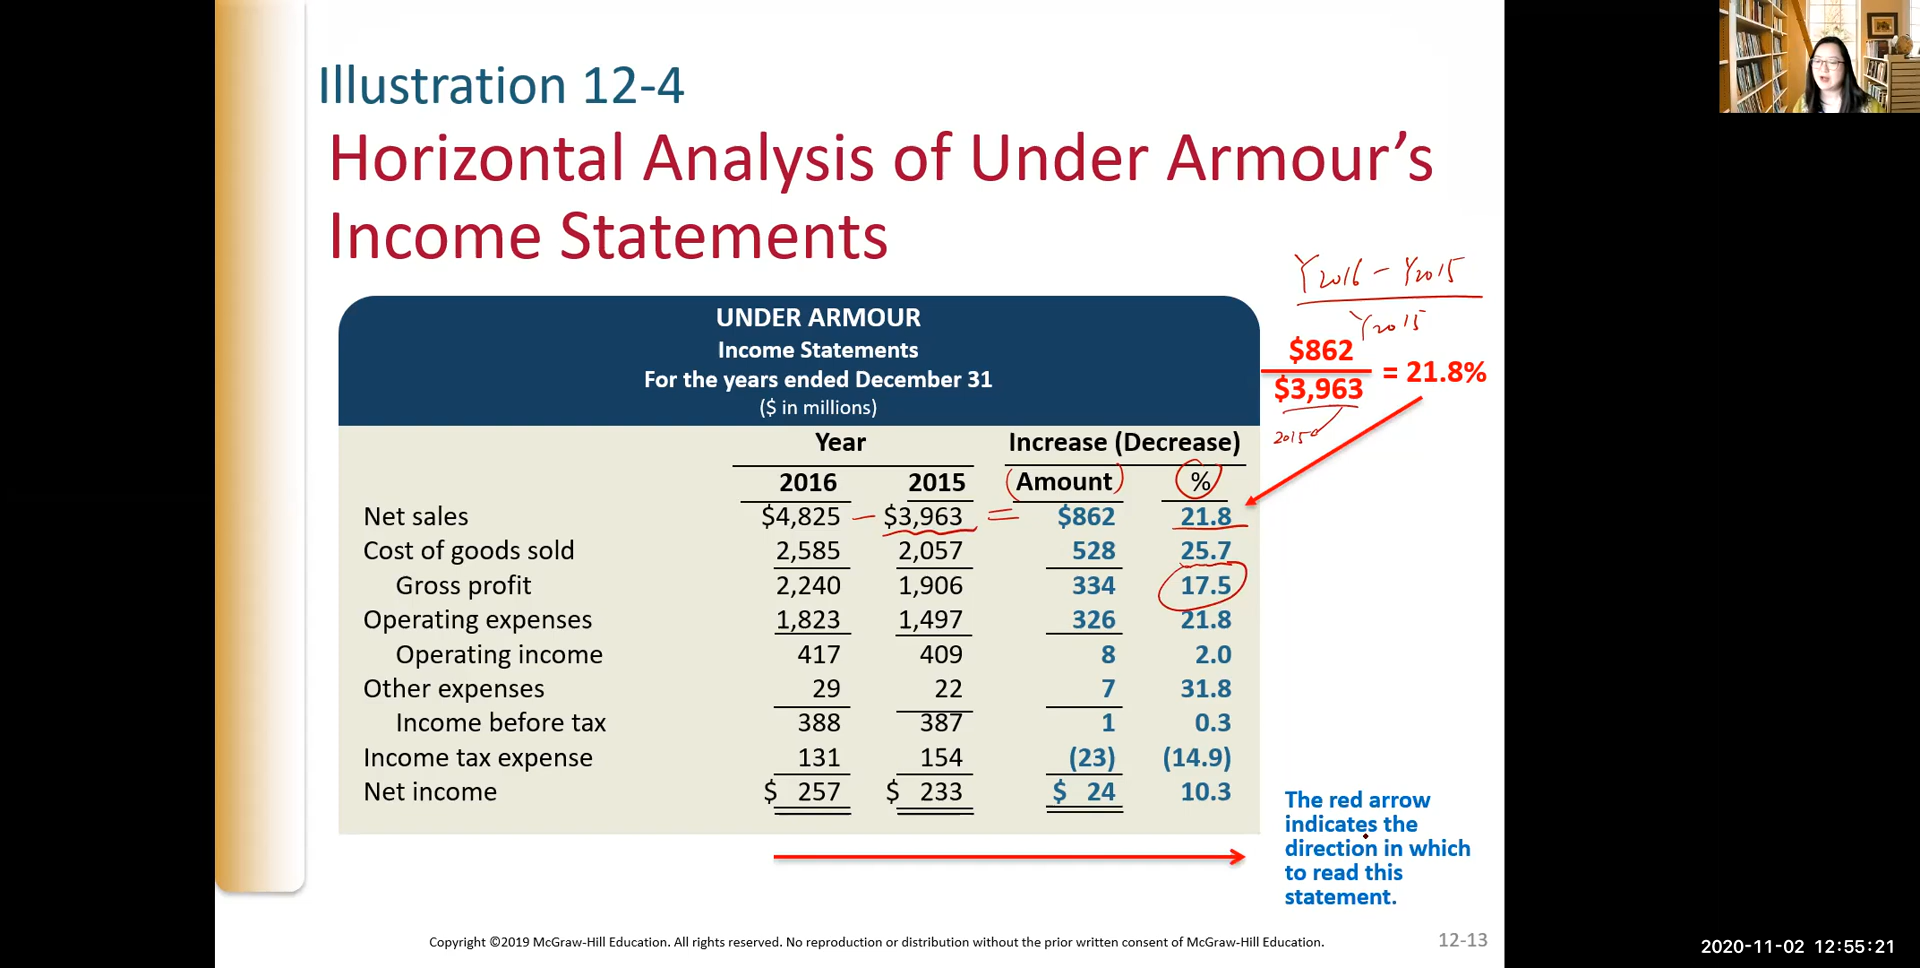 Illustration 12-4
Horizontal Analysis of Under Armour's
Income Statements
Y2016 - Y2015
Y2015
$862
$3,963
= 21.8%
2015
UNDER ARMOUR
Income Statements
For the years ended December 31
($ in millions)
Year Increase (Decrease)
2016 2015 (Amount) %
Net sales $4,825 - $3,963 = $862 21.8
Cost of goods sold 2,585 2,057 528 25.7
Gross profit 2,240 1,906 334 17.5
Operating expenses 1,823 1,497 326 21.8
Operating income 417 409 8 2.0
Other expenses 29 22 7 31.8
Income before tax 388 387 1 0.3
Income tax expense 131 154 (23) (14.9)
Net income $ 257 $ 233 $ 24 10.3
The red arrow
indicates the
direction in which
to read this
statement.
Copyright ©2019 McGraw-Hill Education. All rights reserved. No reproduction or distribution without the prior written consent of McGraw-Hill Education.
12-13
2020-11-02 12:55:21